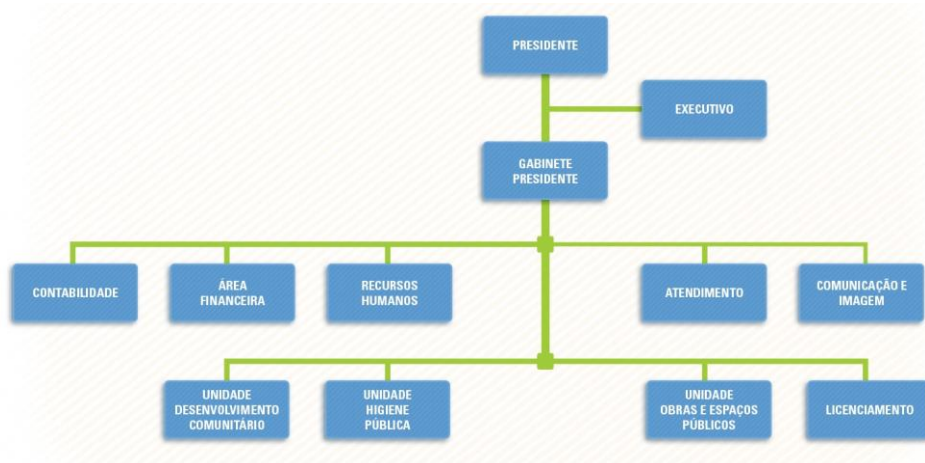 PRESIDENTE
EXECUTIVO
GABINETE
PRESIDENTE
CONTABILIDADE
ÁREA
FINANCEIRA
RECURSOS
HUMANOS
ATENDIMENTO
COMUNICAÇÃO E
IMAGEM
UNIDADE
DESENVOLVIMENTO
COMUNITÁRIO
UNIDADE
HIGIENE
PÚBLICA
UNIDADE
OBRAS E ESPAÇOS
PÚBLICOS
LICENCIAMENTO